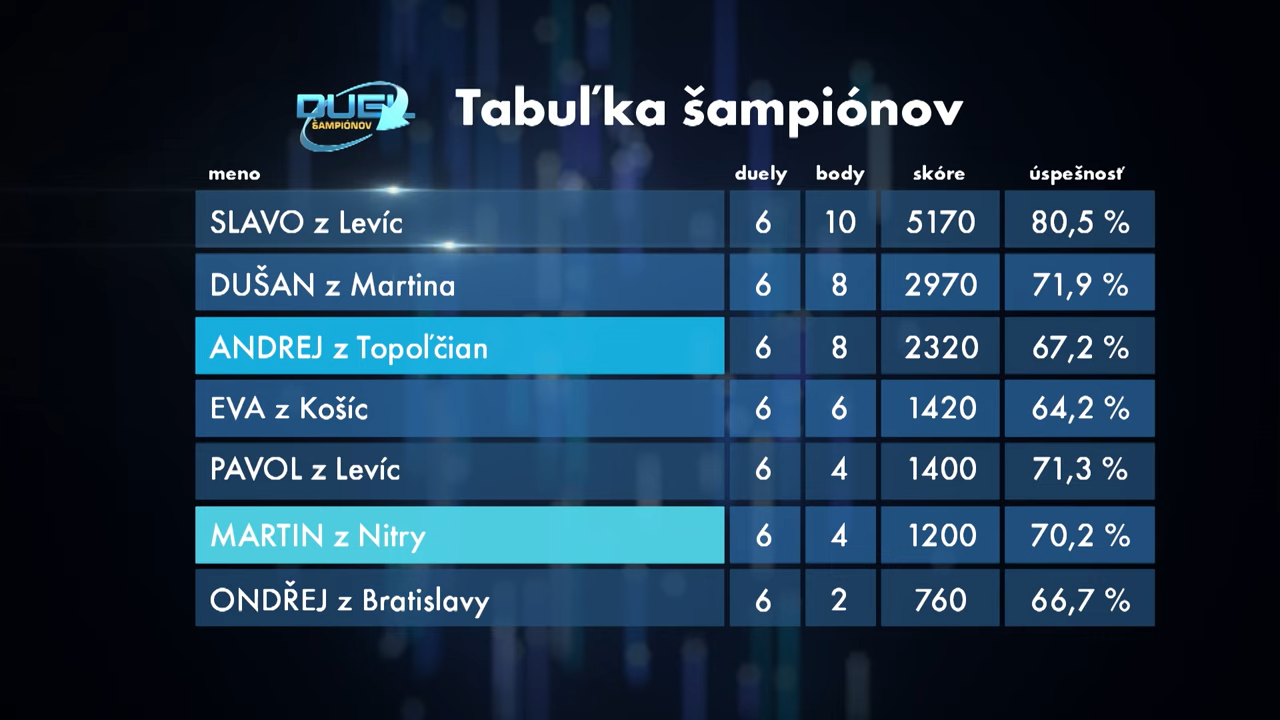 DUEL
ŠAMPIÓNOV
Tabuľka šampiónov
meno duely body skóre úspešnosť
SLAVO z Levíc 6 10 5170 80,5 %
DUŠAN z Martina 6 8 2970 71,9 %
ANDREJ z Topoľčian 6 8 2320 67,2 %
EVA z Košíc 6 6 1420 64,2 %
PAVOL z Levíc 6 4 1400 71,3 %
MARTIN z Nitry 6 4 1200 70,2 %
ONDŘEJ z Bratislavy 6 2 760 66,7 %